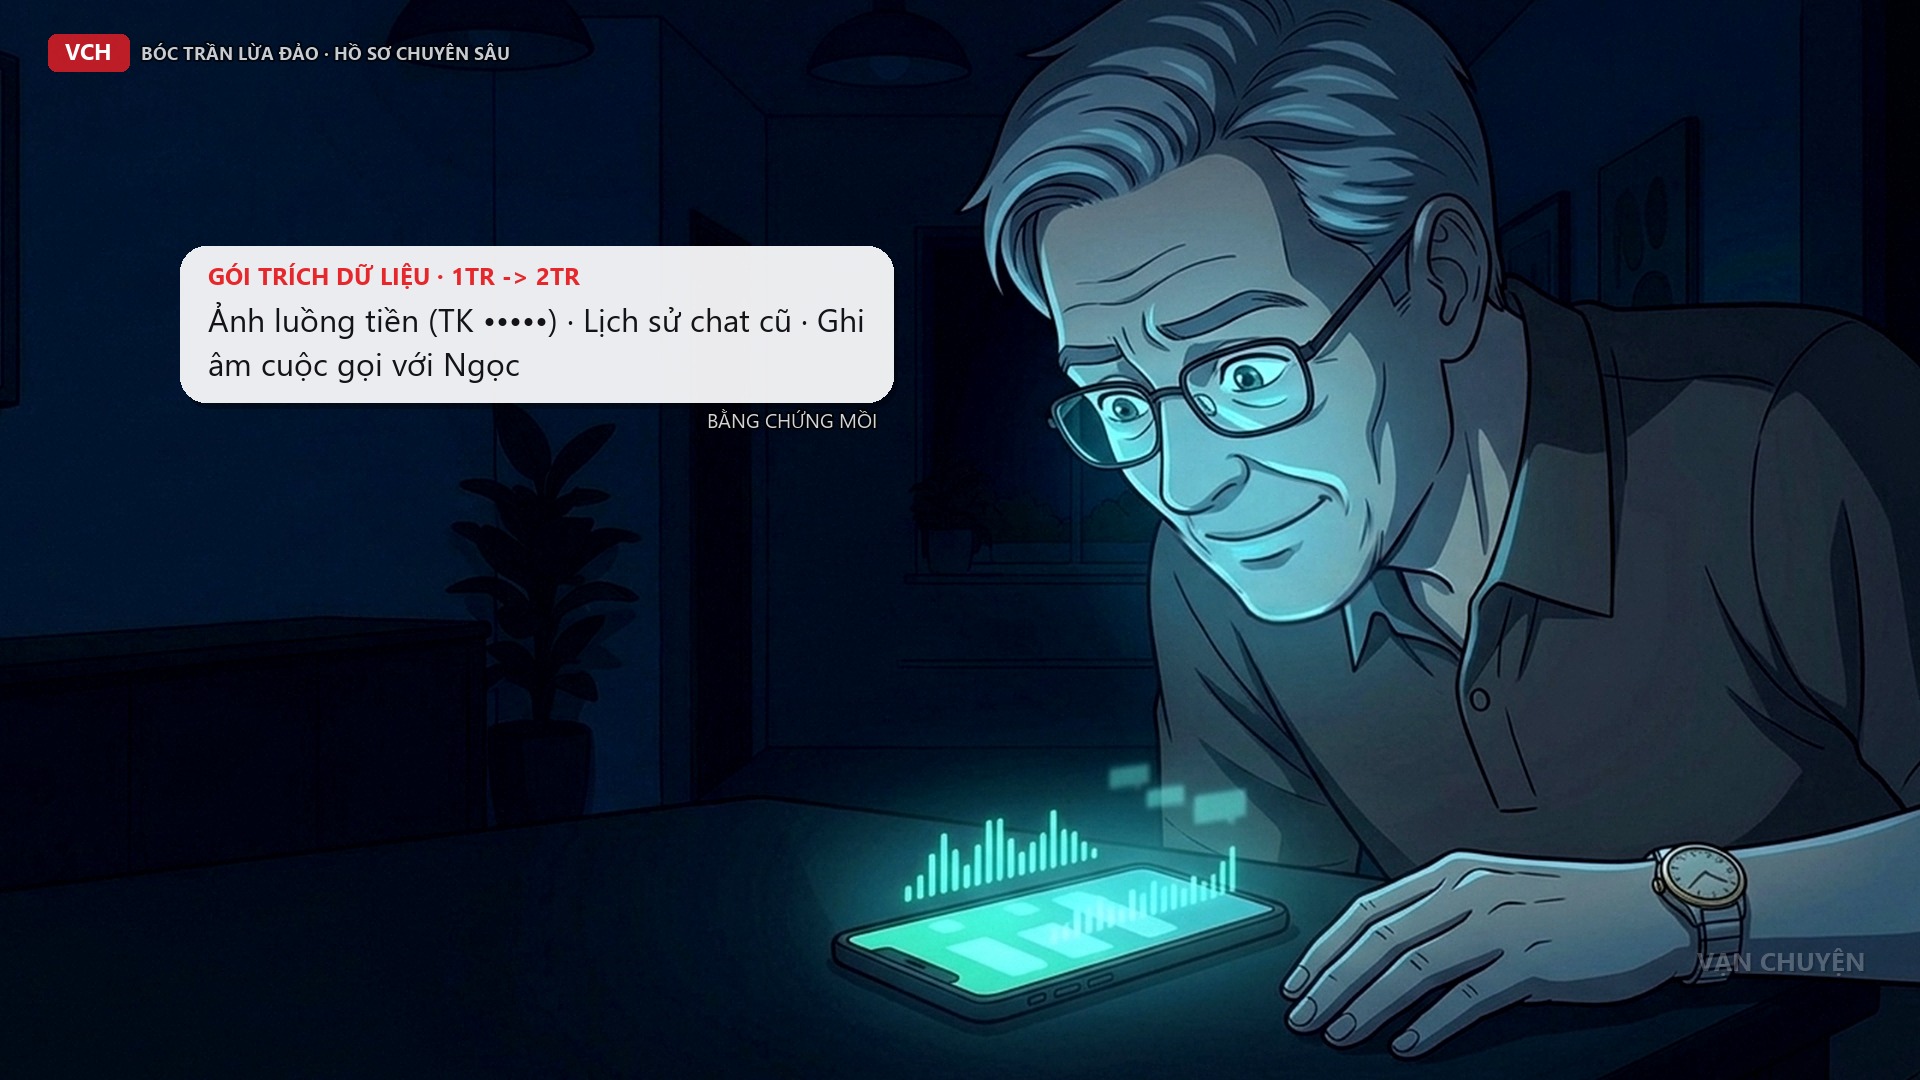 VCH BÓC TRẦN LỪA ĐẢO · HỒ SƠ CHUYÊN SÂU
GÓI TRÍCH DỮ LIỆU · 1TR -> 2TR
Ảnh luồng tiền (TK •••••) · Lịch sử chat cũ · Ghi
âm cuộc gọi với Ngọc
BẰNG CHỨNG MỒI
VẠN CHUYỆN